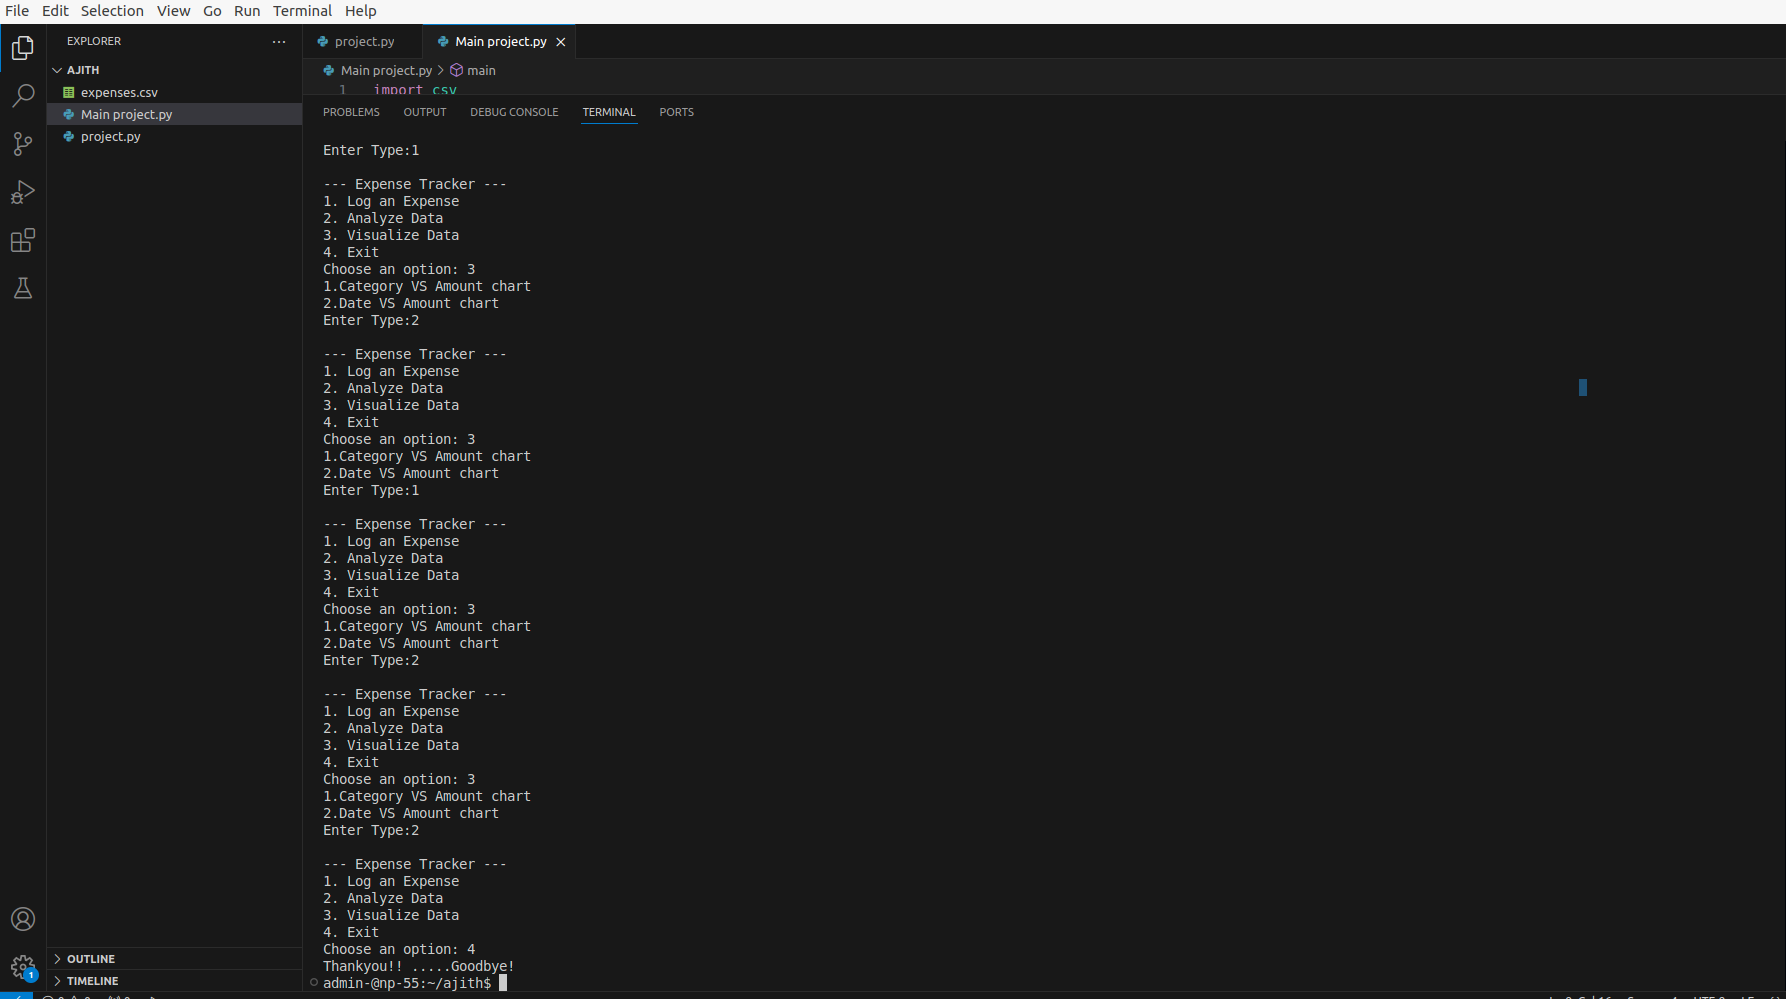 File Edit Selection View Go Run Terminal Help
EXPLORER ···
AJITH
expenses.csv
Main project.py
project.py
project.py Main project.py
Main project.py > main
1 import csv
PROBLEMS OUTPUT DEBUG CONSOLE TERMINAL PORTS
Enter Type:1
--- Expense Tracker ---
1. Log an Expense
2. Analyze Data
3. Visualize Data
4. Exit
Choose an option: 3
1.Category VS Amount chart
2.Date VS Amount chart
Enter Type:2
--- Expense Tracker ---
1. Log an Expense
2. Analyze Data
3. Visualize Data
4. Exit
Choose an option: 3
1.Category VS Amount chart
2.Date VS Amount chart
Enter Type:1
--- Expense Tracker ---
1. Log an Expense
2. Analyze Data
3. Visualize Data
4. Exit
Choose an option: 3
1.Category VS Amount chart
2.Date VS Amount chart
Enter Type:2
--- Expense Tracker ---
1. Log an Expense
2. Analyze Data
3. Visualize Data
4. Exit
Choose an option: 3
1.Category VS Amount chart
2.Date VS Amount chart
Enter Type:2
--- Expense Tracker ---
1. Log an Expense
2. Analyze Data
3. Visualize Data
4. Exit
Choose an option: 4
Thankyou!! .....Goodbye!
admin-@np-55:~/ajith$
OUTLINE
TIMELINE
1